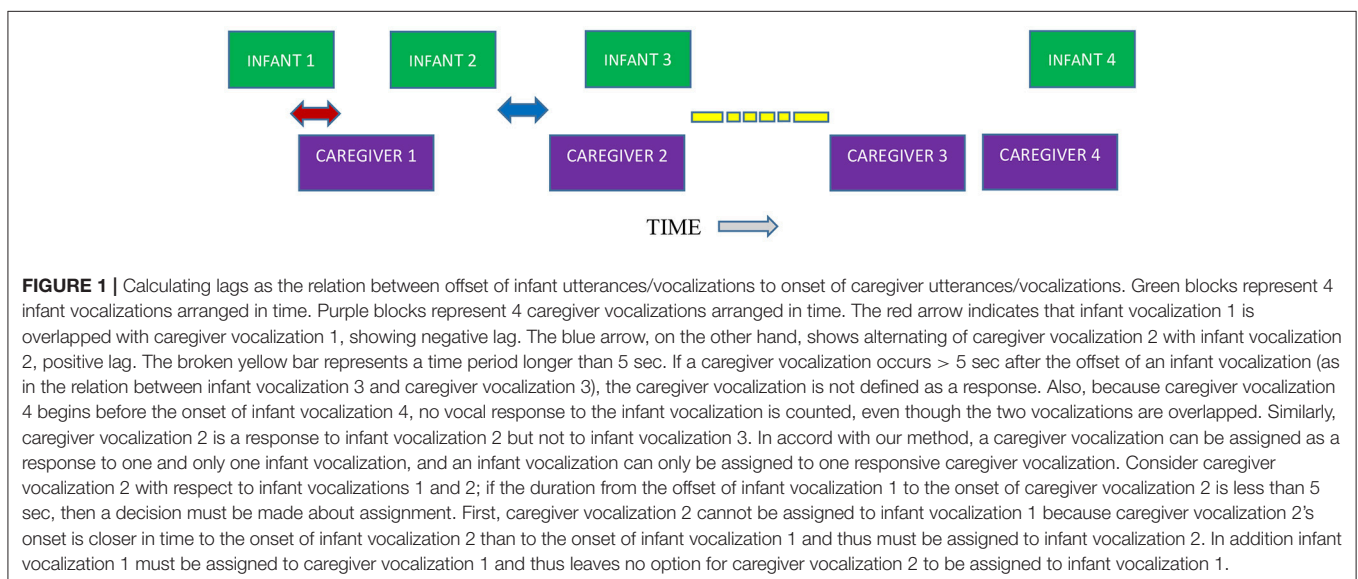 INFANT 1 INFANT 2 INFANT 3 INFANT 4
CAREGIVER 1 CAREGIVER 2 CAREGIVER 3 CAREGIVER 4
TIME
FIGURE 1 | Calculating lags as the relation between offset of infant utterances/vocalizations to onset of caregiver utterances/vocalizations. Green blocks represent 4
infant vocalizations arranged in time. Purple blocks represent 4 caregiver vocalizations arranged in time. The red arrow indicates that infant vocalization 1 is
overlapped with caregiver vocalization 1, showing negative lag. The blue arrow, on the other hand, shows alternating of caregiver vocalization 2 with infant vocalization
2, positive lag. The broken yellow bar represents a time period longer than 5 sec. If a caregiver vocalization occurs > 5 sec after the offset of an infant vocalization (as
in the relation between infant vocalization 3 and caregiver vocalization 3), the caregiver vocalization is not defined as a response. Also, because caregiver vocalization
4 begins before the onset of infant vocalization 4, no vocal response to the infant vocalization is counted, even though the two vocalizations are overlapped. Similarly,
caregiver vocalization 2 is a response to infant vocalization 2 but not to infant vocalization 3. In accord with our method, a caregiver vocalization can be assigned as a
response to one and only one infant vocalization, and an infant vocalization can only be assigned to one responsive caregiver vocalization. Consider caregiver
vocalization 2 with respect to infant vocalizations 1 and 2; if the duration from the offset of infant vocalization 1 to the onset of caregiver vocalization 2 is less than 5
sec, then a decision must be made about assignment. First, caregiver vocalization 2 cannot be assigned to infant vocalization 1 because caregiver vocalization 2's
onset is closer in time to the onset of infant vocalization 2 than to the onset of infant vocalization 1 and thus must be assigned to infant vocalization 2. In addition infant
vocalization 1 must be assigned to caregiver vocalization 1 and thus leaves no option for caregiver vocalization 2 to be assigned to infant vocalization 1.